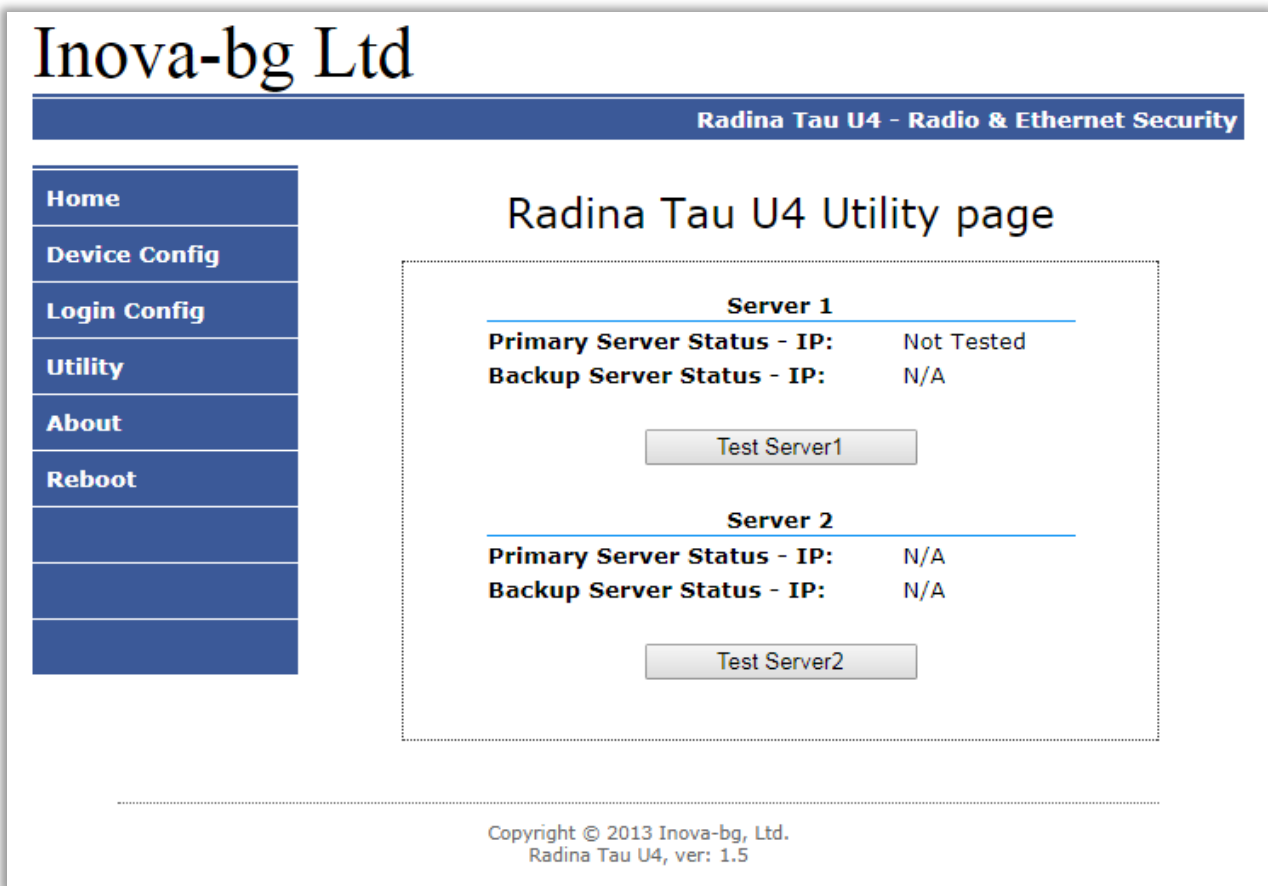 Inova-bg Ltd
Radina Tau U4 - Radio & Ethernet Security
Home
Device Config
Login Config
Utility
About
Reboot
Radina Tau U4 Utility page
Server 1
Primary Server Status - IP: Not Tested
Backup Server Status - IP: N/A
Test Server1
Server 2
Primary Server Status - IP: N/A
Backup Server Status - IP: N/A
Test Server2
Copyright © 2013 Inova-bg, Ltd.
Radina Tau U4, ver: 1.5